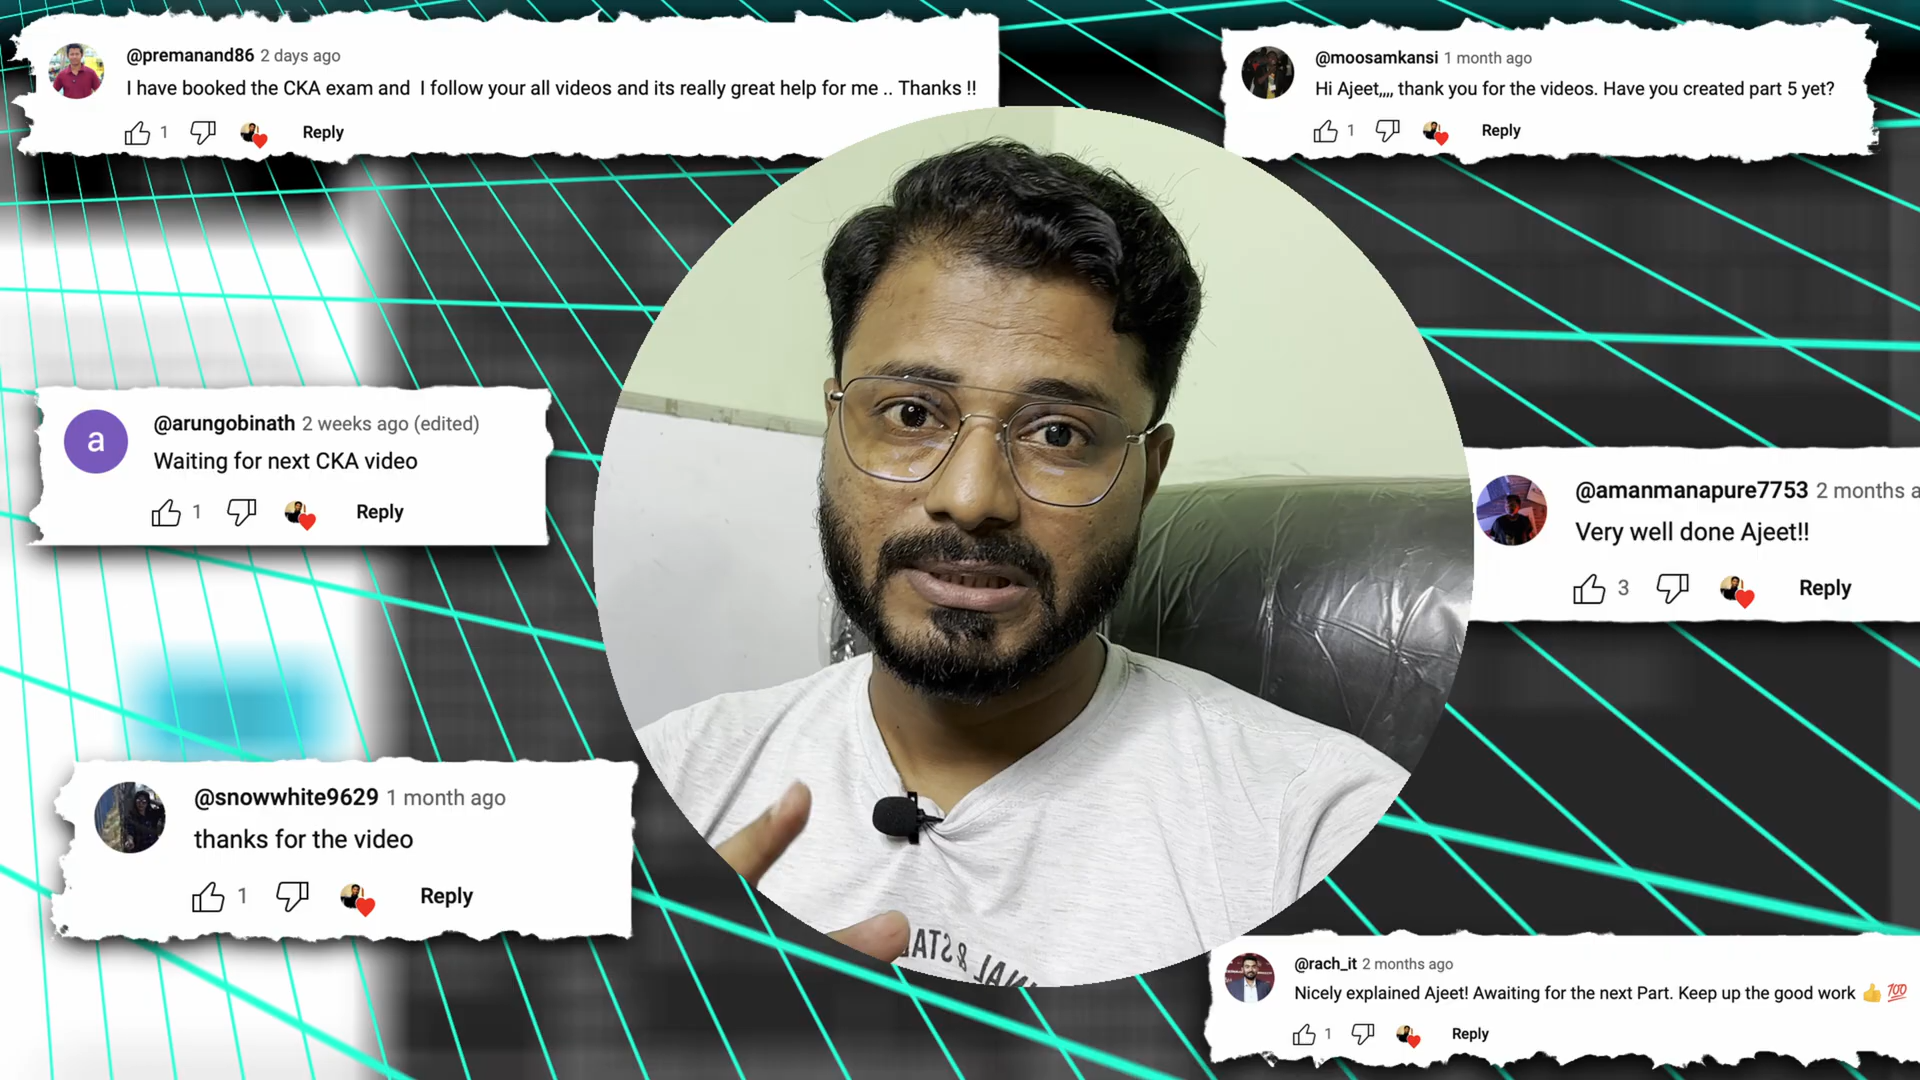 @premanand86 2 days ago
I have booked the CKA exam and I follow your all videos and its really great help for me .. Thanks !!
1 Reply
@moosamkansi 1 month ago
Hi Ajeet,,,, thank you for the videos. Have you created part 5 yet?
1 Reply
@arungobinath 2 weeks ago (edited)
Waiting for next CKA video
a
1 Reply
@amanmanapure7753 2 months a
Very well done Ajeet!!
3 Reply
@snowwhite9629 1 month ago
thanks for the video
1 Reply
@rach_it 2 months ago
Nicely explained Ajeet! Awaiting for the next Part. Keep up the good work 👍 💯
1 Reply